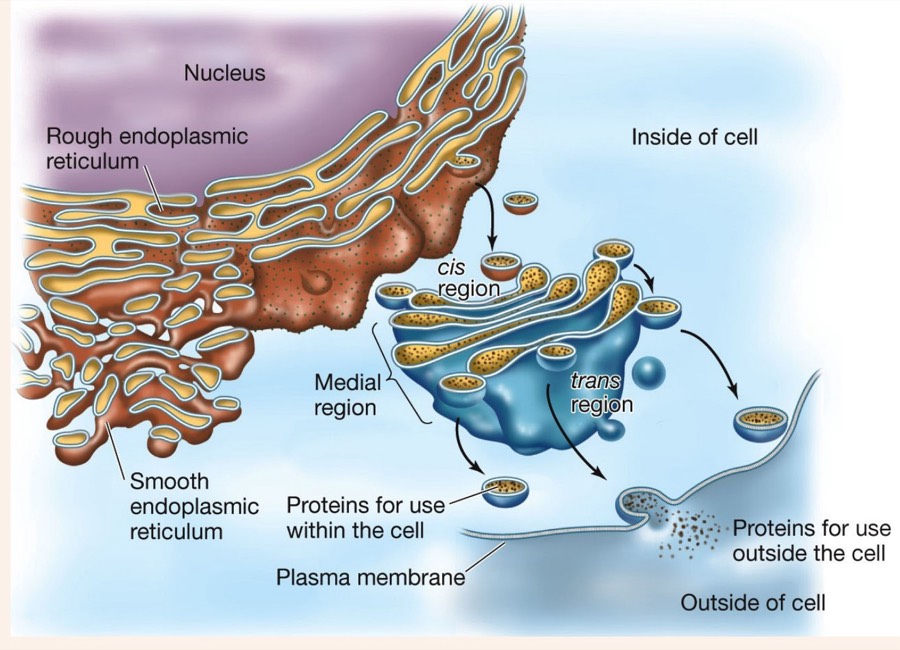 Nucleus
Rough endoplasmic
reticulum
Inside of cell
cis
region
Medial
region
trans
region
Smooth
endoplasmic
reticulum
Proteins for use
within the cell
Plasma membrane
Proteins for use
outside the cell
Outside of cell